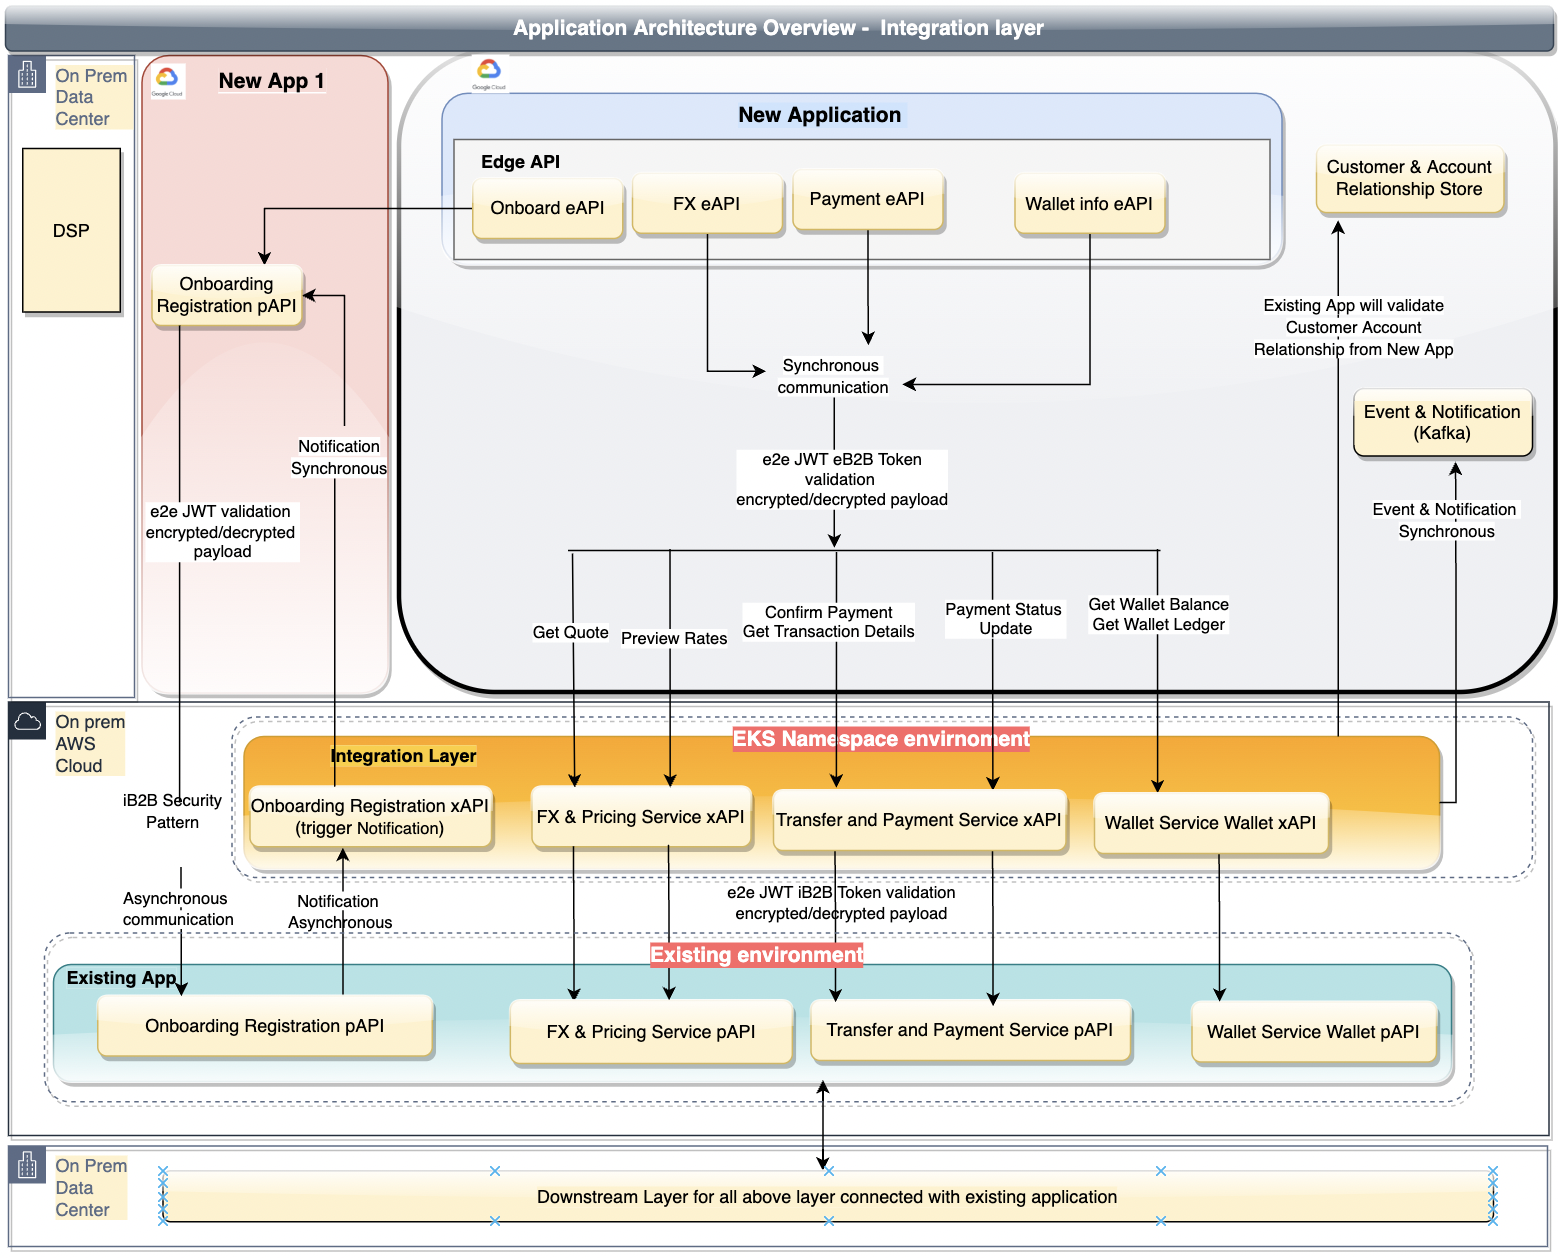 Application Architecture Overview -  Integration layer
On Prem
Data
Center
DSP
Google Cloud
New App 1
Google Cloud
New Application
Edge API
Onboard eAPI
FX eAPI
Payment eAPI
Wallet info eAPI
Customer & Account
Relationship Store
Onboarding
Registration pAPI
Existing App will validate
Customer Account
Relationship from New App
Synchronous
communication
Event & Notification
(Kafka)
Notification
Synchronous
e2e JWT eB2B Token
validation
encrypted/decrypted payload
e2e JWT validation
encrypted/decrypted
payload
Event & Notification
Synchronous
Get Quote
Preview Rates
Confirm Payment
Get Transaction Details
Payment Status
Update
Get Wallet Balance
Get Wallet Ledger
On prem
AWS
Cloud
EKS Namespace envirnoment
Integration Layer
Onboarding Registration xAPI
(trigger Notification)
FX & Pricing Service xAPI
Transfer and Payment Service xAPI
Wallet Service Wallet xAPI
iB2B Security
Pattern
Asynchronous
communication
Notification
Asynchronous
e2e JWT iB2B Token validation
encrypted/decrypted payload
Existing environment
Existing App
Onboarding Registration pAPI
FX & Pricing Service pAPI
Transfer and Payment Service pAPI
Wallet Service Wallet pAPI
On Prem
Data
Center
Downstream Layer for all above layer connected with existing application